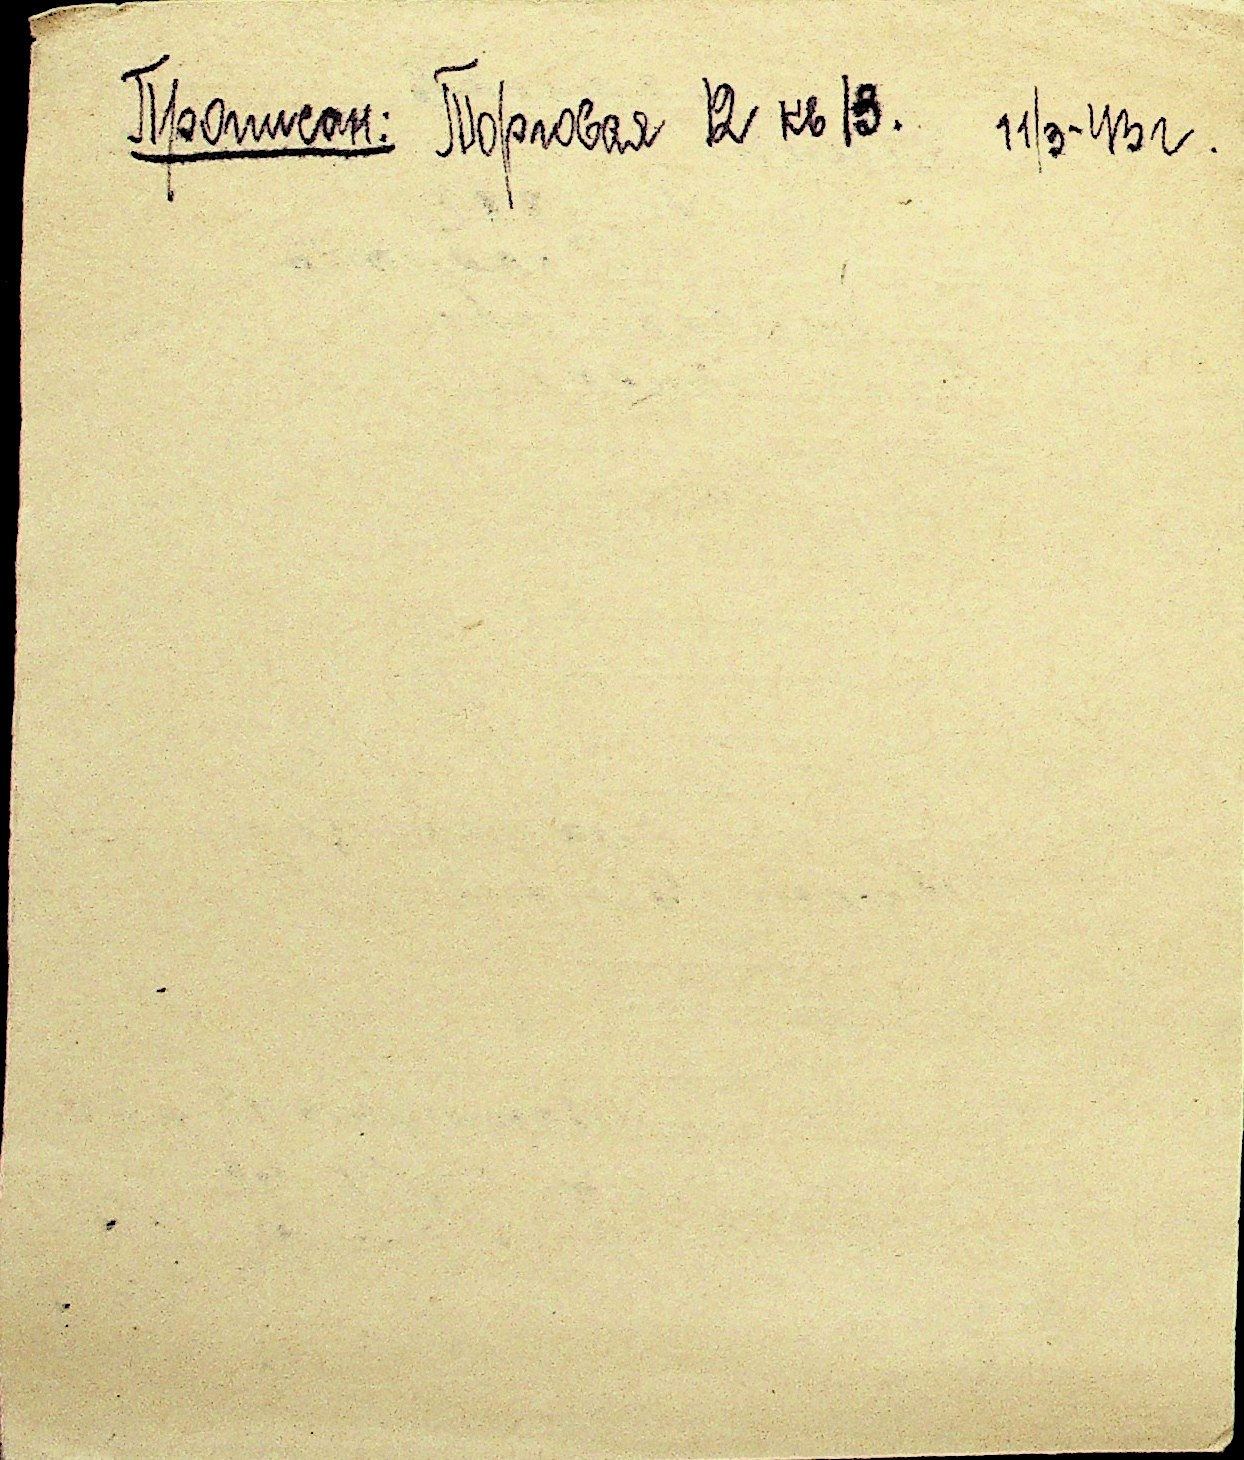 Прописан: Торговая 12 кв 13. 11/3-43г.